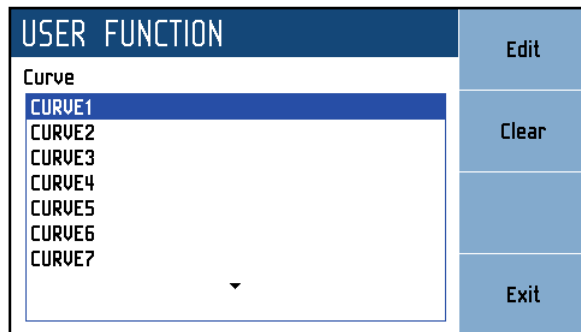 USER FUNCTION
Curve
CURVE1
CURVE2
CURVE3
CURVE4
CURVE5
CURVE6
CURVE7
Edit
Clear
Exit